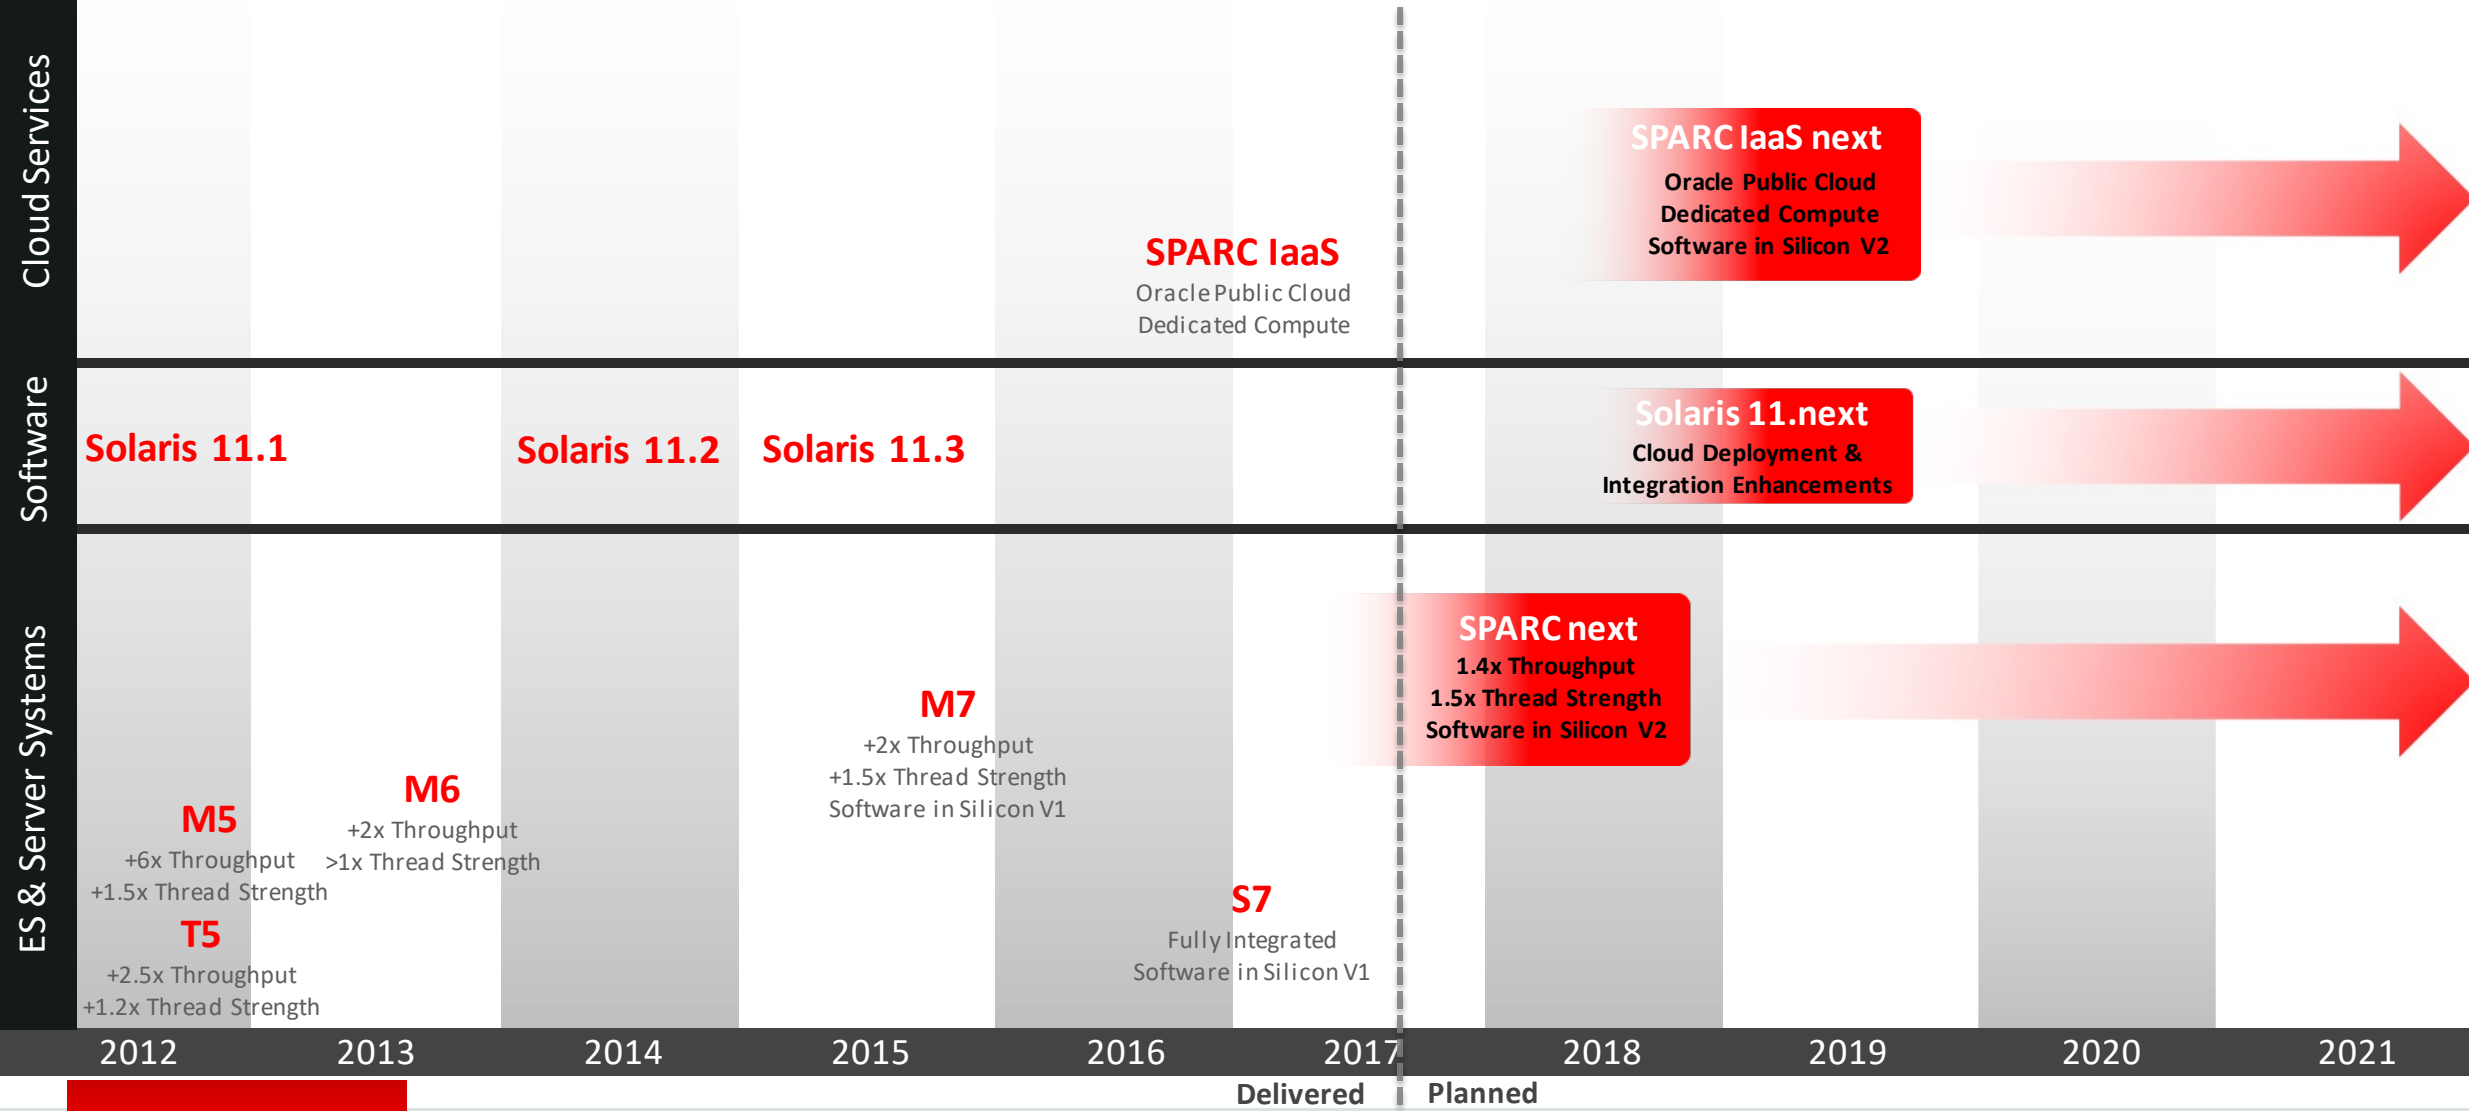 Cloud Services
SPARC IaaS
Oracle Public Cloud
Dedicated Compute
SPARC IaaS next
Oracle Public Cloud
Dedicated Compute
Software in Silicon V2
Software
Solaris 11.1
Solaris 11.2
Solaris 11.3
Solaris 11.next
Cloud Deployment &
Integration Enhancements
ES & Server Systems
M5
+6x Throughput
+1.5x Thread Strength
T5
+2.5x Throughput
+1.2x Thread Strength
M6
+2x Throughput
>1x Thread Strength
M7
+2x Throughput
+1.5x Thread Strength
Software in Silicon V1
S7
Fully Integrated
Software in Silicon V1
SPARC next
1.4x Throughput
1.5x Thread Strength
Software in Silicon V2
2012 2013 2014 2015 2016 2017 2018 2019 2020 2021
Delivered Planned